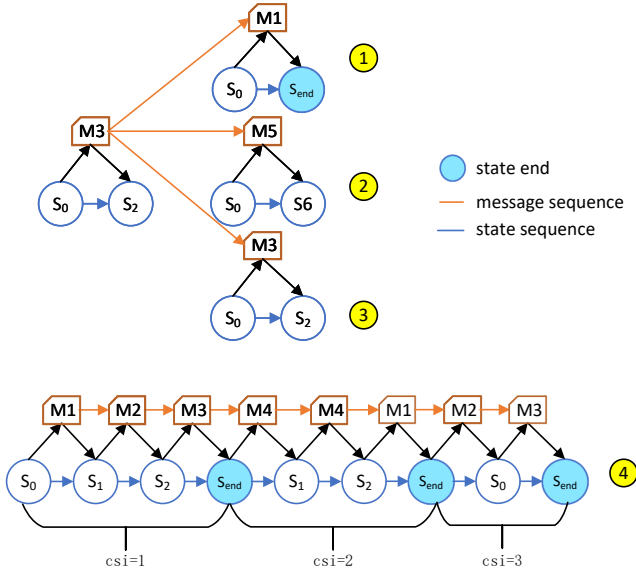 M1
1
S0 Send
M3 M5
state end
2
S0 S2 S0 S6
message sequence
state sequence
M3
S0 S2
3
M1 M2 M3 M4 M4 M1 M2 M3
S0 S1 S2 Send S1 S2 Send S0 Send
4
csi=1 csi=2 csi=3